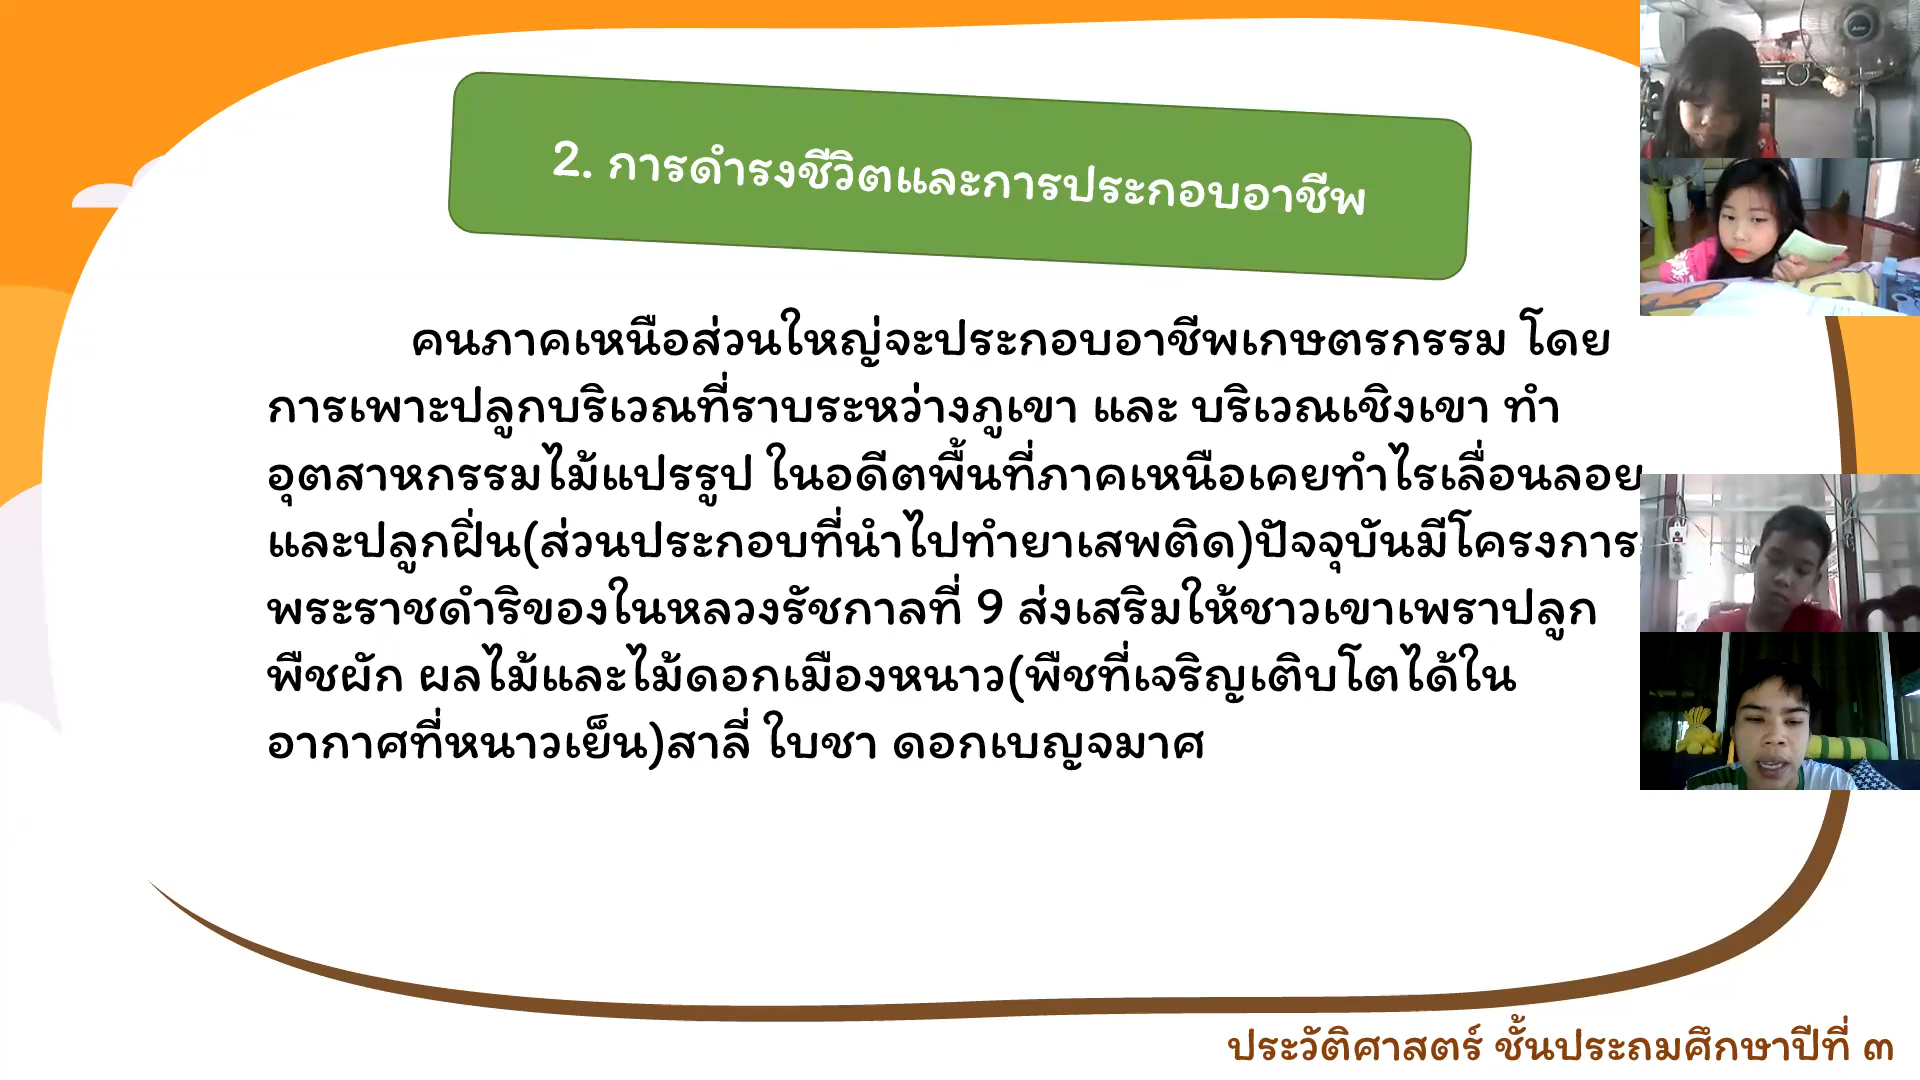 2. การดำรงชีวิตและการประกอบอาชีพ
คนภาคเหนือส่วนใหญ่จะประกอบอาชีพเกษตรกรรม โดย
การเพาะปลูกบริเวณที่ราบระหว่างภูเขา และ บริเวณเชิงเขา ทำ
อุตสาหกรรมไม้แปรรูป ในอดีตพื้นที่ภาคเหนือเคยทำไรเลื่อนลอย
และปลูกฝิ่น(ส่วนประกอบที่นำไปทำยาเสพติด)ปัจจุบันมีโครงการ
พระราชดำริของในหลวงรัชกาลที่ 9 ส่งเสริมให้ชาวเขาเพราปลูก
พืชผัก ผลไม้และไม้ดอกเมืองหนาว(พืชที่เจริญเติบโตได้ใน
อากาศที่หนาวเย็น)สาลี่ ใบชา ดอกเบญจมาศ
ประวัติศาสตร์ ชั้นประถมศึกษาปีที่ ๓